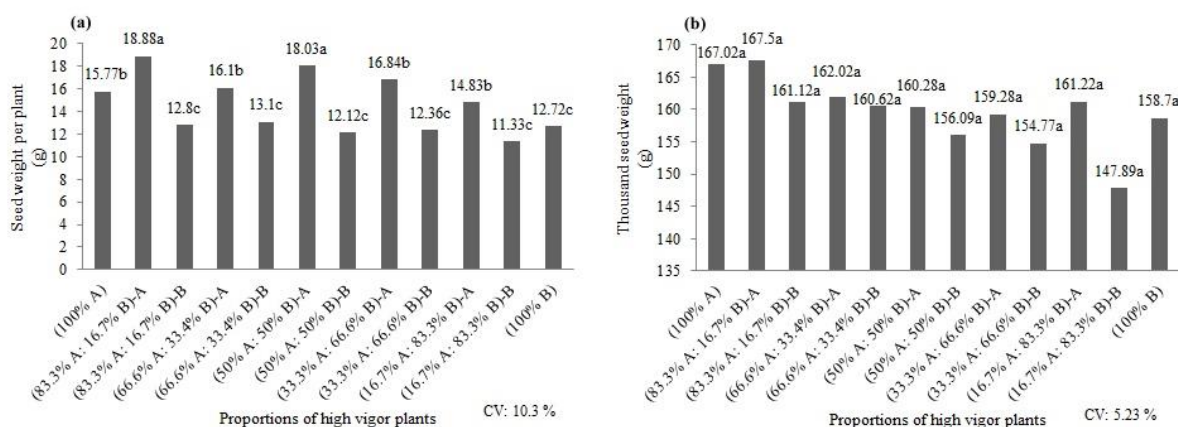 (a)
Seed weight per plant
(g)
20
18
16
14
12
10
8
6
4
2
0
15.77b
18.88a
12.8c
16.1b
13.1c
18.03a
12.12c
16.84b
12.36c
14.83b
11.33c
12.72c
(100% A)
(83.3% A: 16.7% B)-A
(83.3% A: 16.7% B)-B
(66.6% A: 33.4% B)-A
(66.6% A: 33.4% B)-B
(50% A: 50% B)-A
(50% A: 50% B)-B
(33.3% A: 66.6% B)-A
(33.3% A: 66.6% B)-B
(16.7% A: 83.3% B)-A
(16.7% A: 83.3% B)-B
(100% B)
Proportions of high vigor plants
CV: 10.3 %
(b)
Thousand seed weight
(g)
170
165
160
155
150
145
140
135
167.02a
167.5a
161.12a
162.02a
160.62a
160.28a
156.09a
159.28a
154.77a
161.22a
147.89a
158.7a
(100% A)
(83.3% A: 16.7% B)-A
(83.3% A: 16.7% B)-B
(66.6% A: 33.4% B)-A
(66.6% A: 33.4% B)-B
(50% A: 50% B)-A
(50% A: 50% B)-B
(33.3% A: 66.6% B)-A
(33.3% A: 66.6% B)-B
(16.7% A: 83.3% B)-A
(16.7% A: 83.3% B)-B
(100% B)
Proportions of high vigor plants
CV: 5.23 %